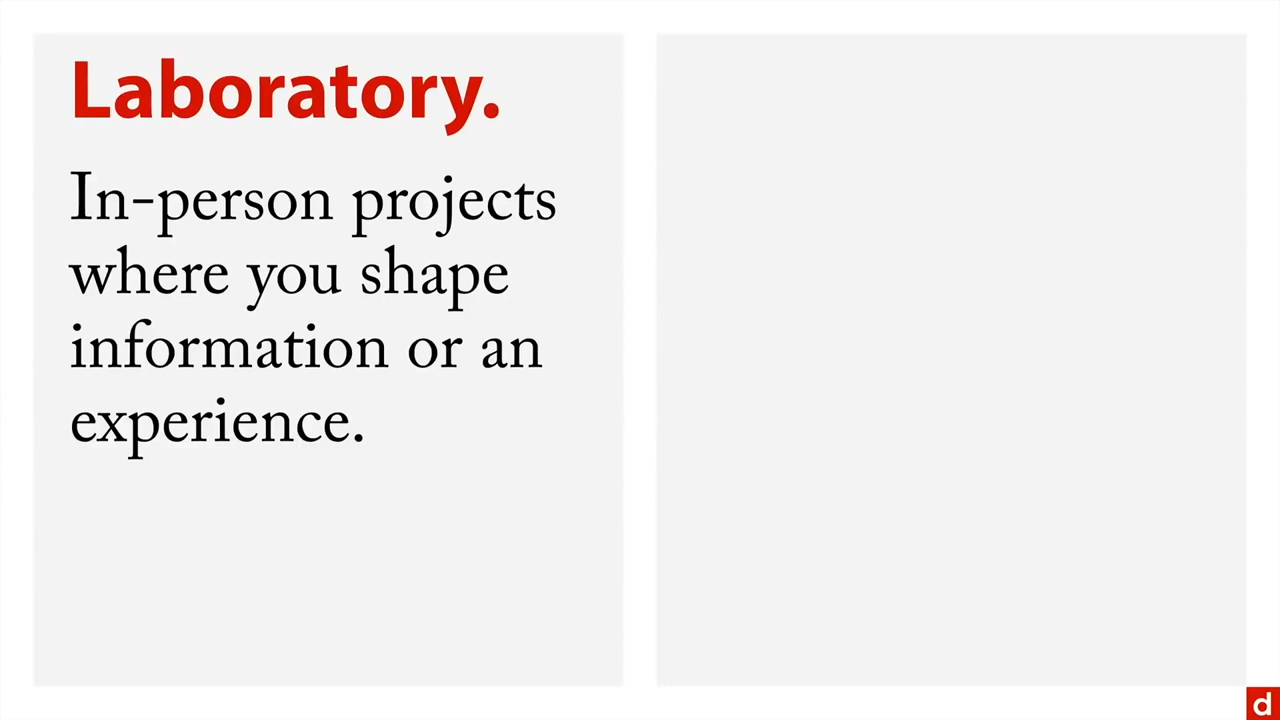 Laboratory.
In-person projects
where you shape
information or an
experience.
d